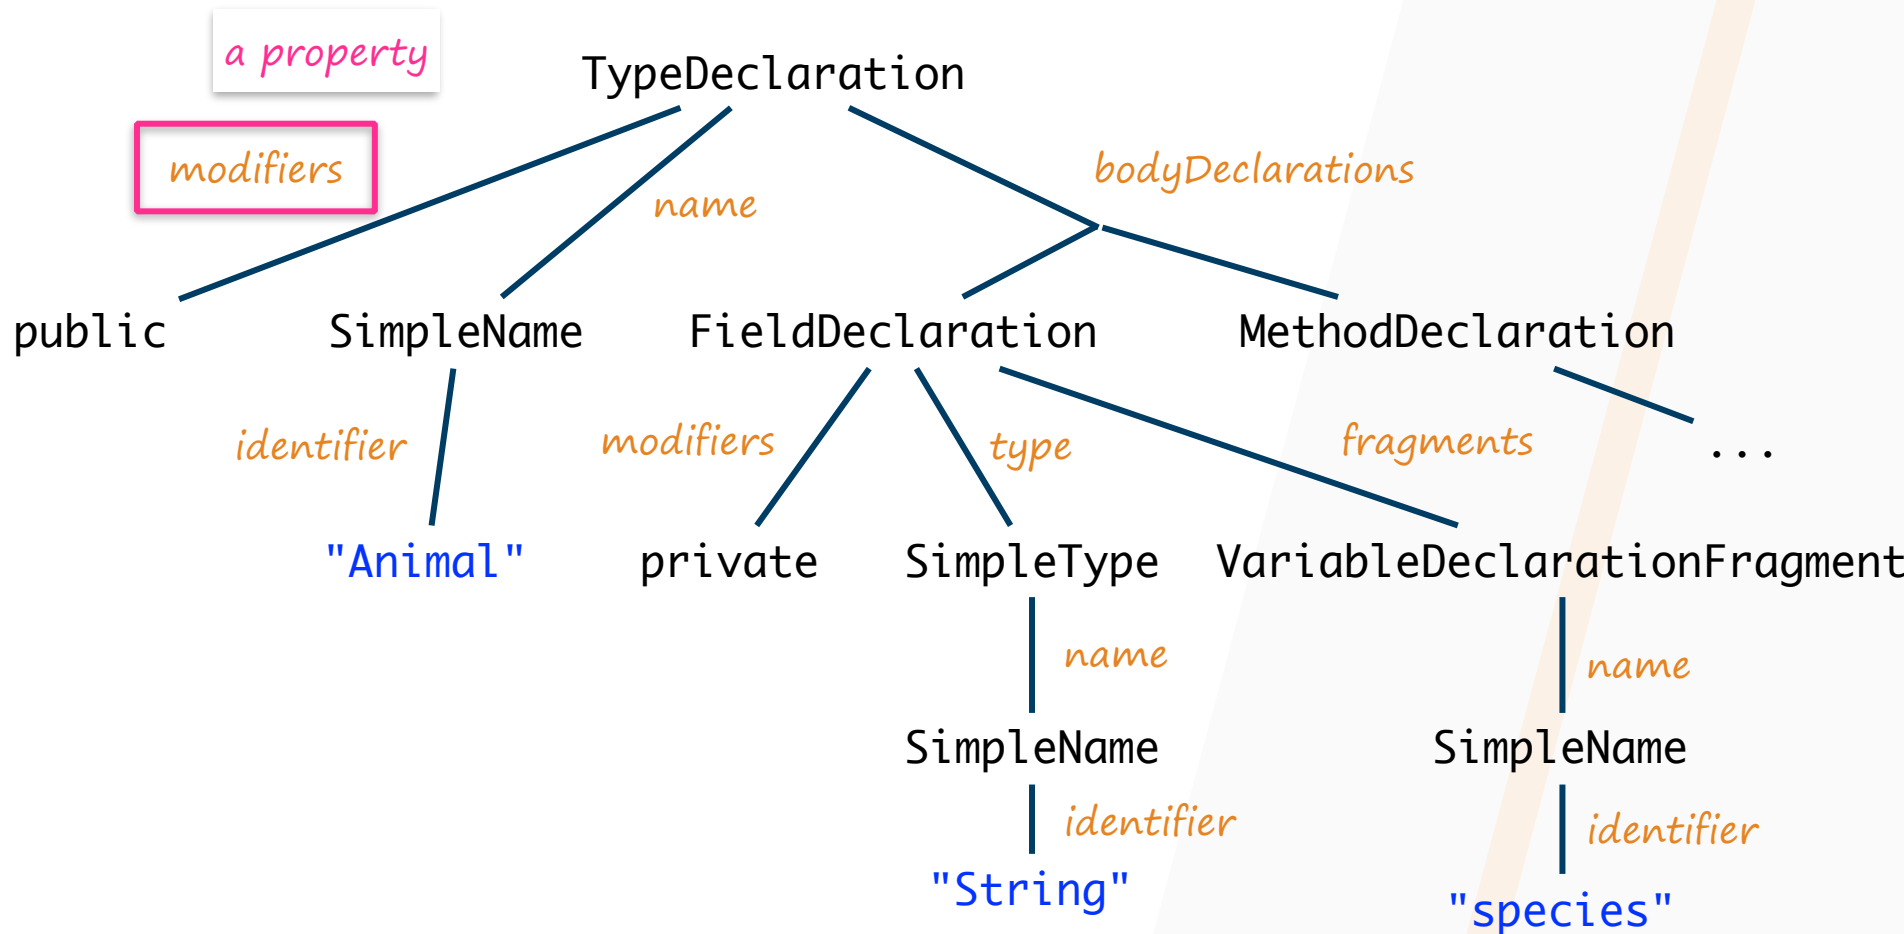 a property
TypeDeclaration
modifiers
name
bodyDeclarations
public
SimpleName
FieldDeclaration
MethodDeclaration
identifier
modifiers
type
fragments
...
"Animal"
private
SimpleType
VariableDeclarationFragment
name
name
SimpleName
SimpleName
identifier
identifier
"String"
"species"